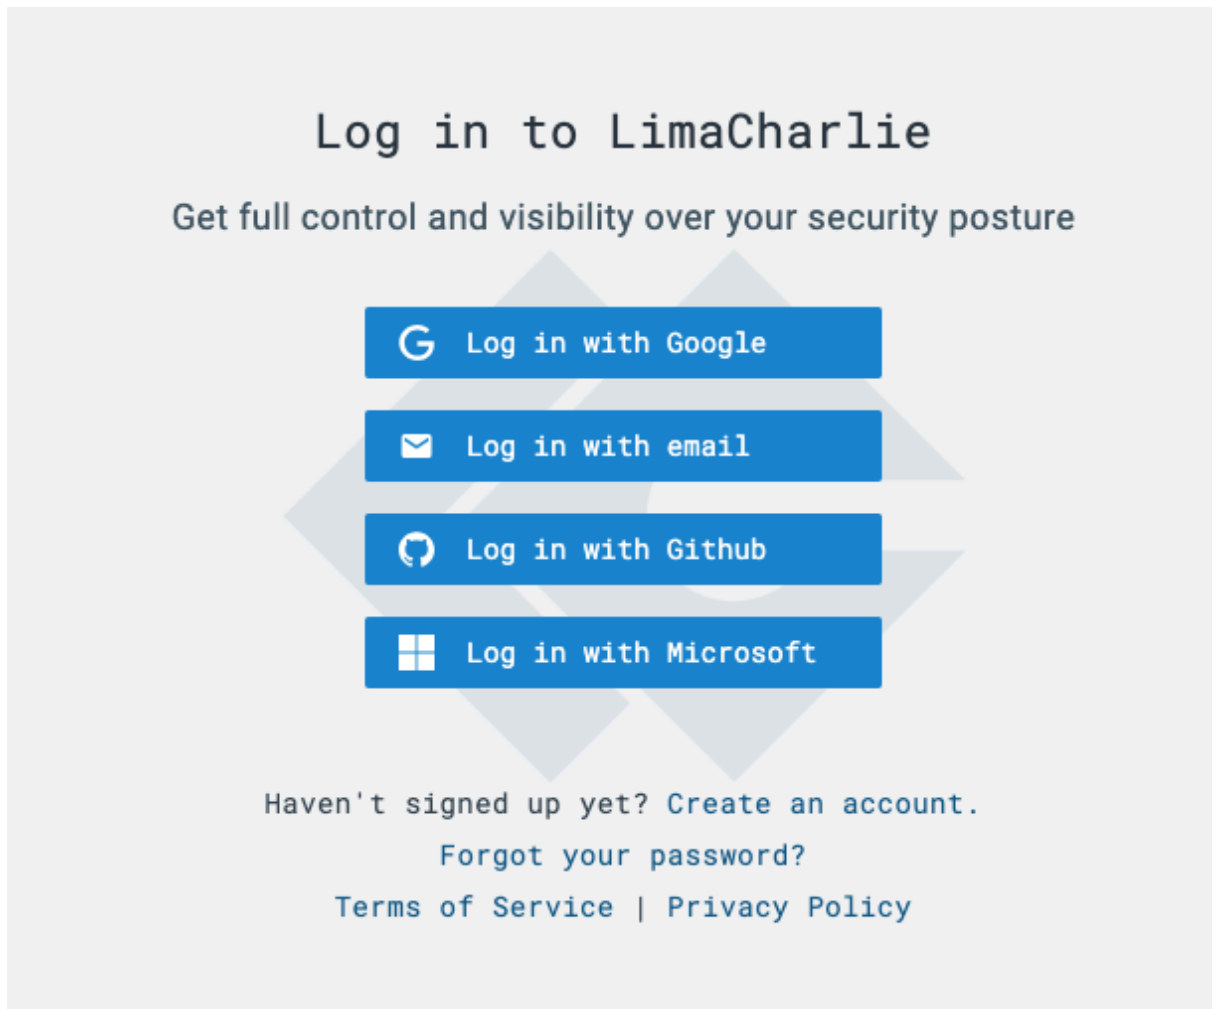 Log in to LimaCharlie
Get full control and visibility over your security posture
Log in with Google
Log in with email
Log in with Github
Log in with Microsoft
Haven't signed up yet? Create an account.
Forgot your password?
Terms of Service | Privacy Policy